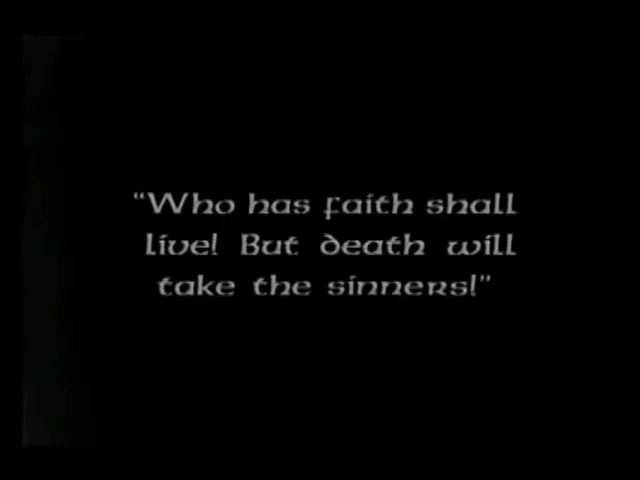 “Who has faith shall
live! But death will
take the sinners!”